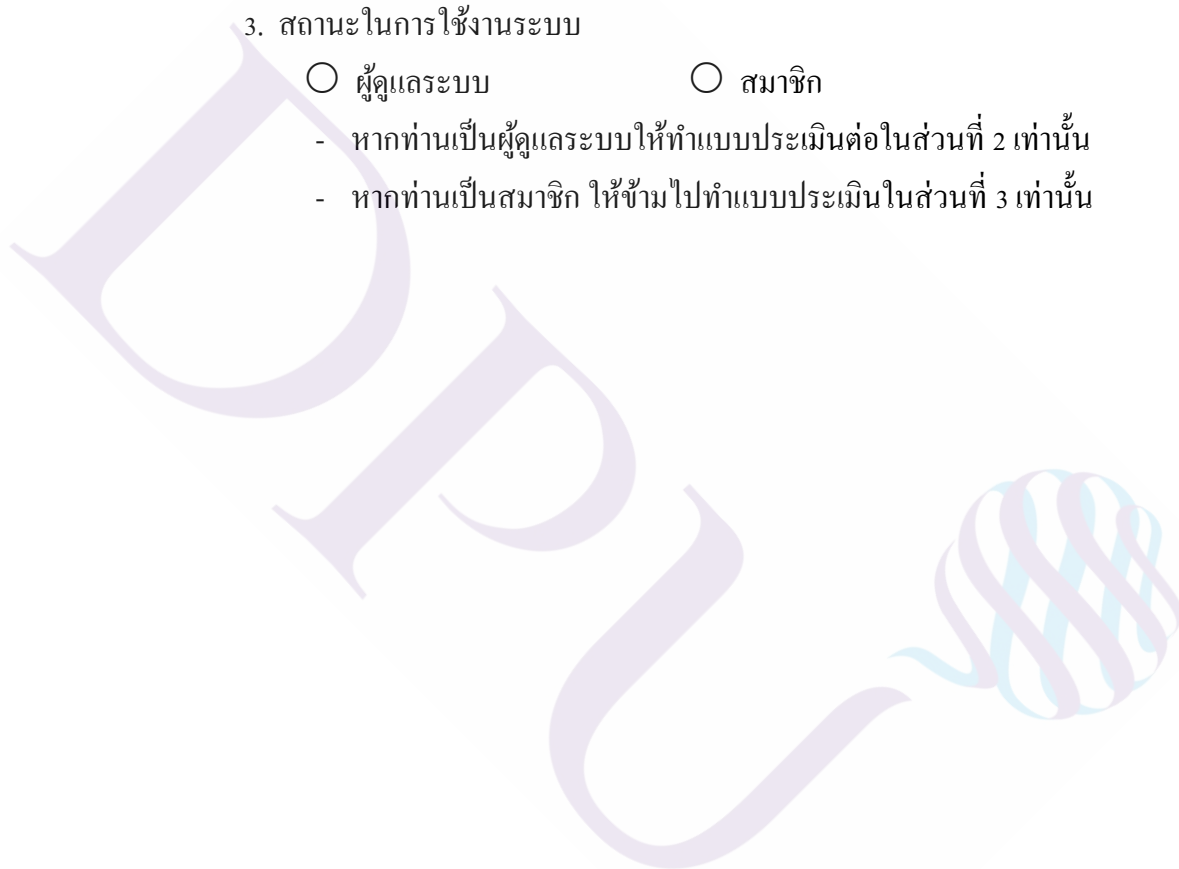 3. สถานะในการใช้งานระบบ
○ ผู้ดูแลระบบ ○ สมาชิก
- หากท่านเป็นผู้ดูแลระบบให้ทำแบบประเมินต่อในส่วนที่ 2 เท่านั้น
- หากท่านเป็นสมาชิก ให้ข้ามไปทำแบบประเมินในส่วนที่ 3 เท่านั้น
DPU